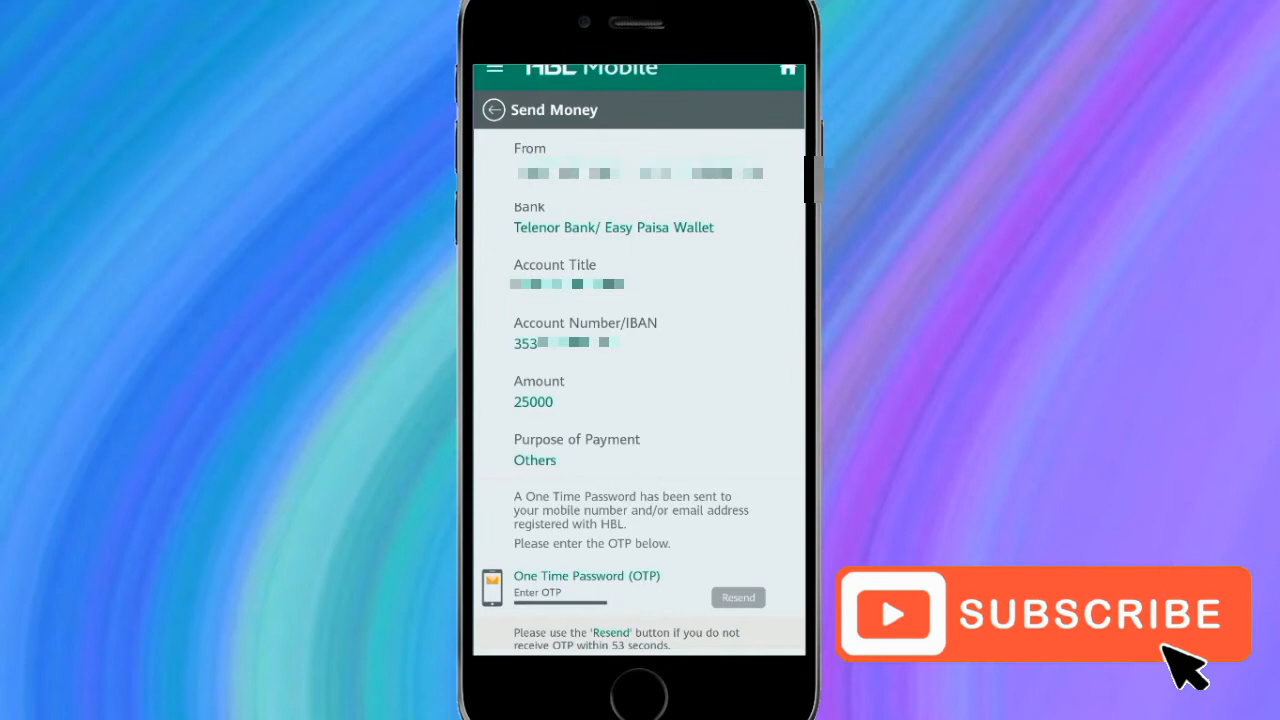 HBL Mobile
Send Money
From
Bank
Telenor Bank/ Easy Paisa Wallet
Account Title
Account Number/IBAN
353
Amount
25000
Purpose of Payment
Others
A One Time Password has been sent to
your mobile number and/or email address
registered with HBL.
Please enter the OTP below.
One Time Password (OTP)
Enter OTP
Resend
Please use the 'Resend' button if you do not
receive OTP within 53 seconds.
SUBSCRIBE